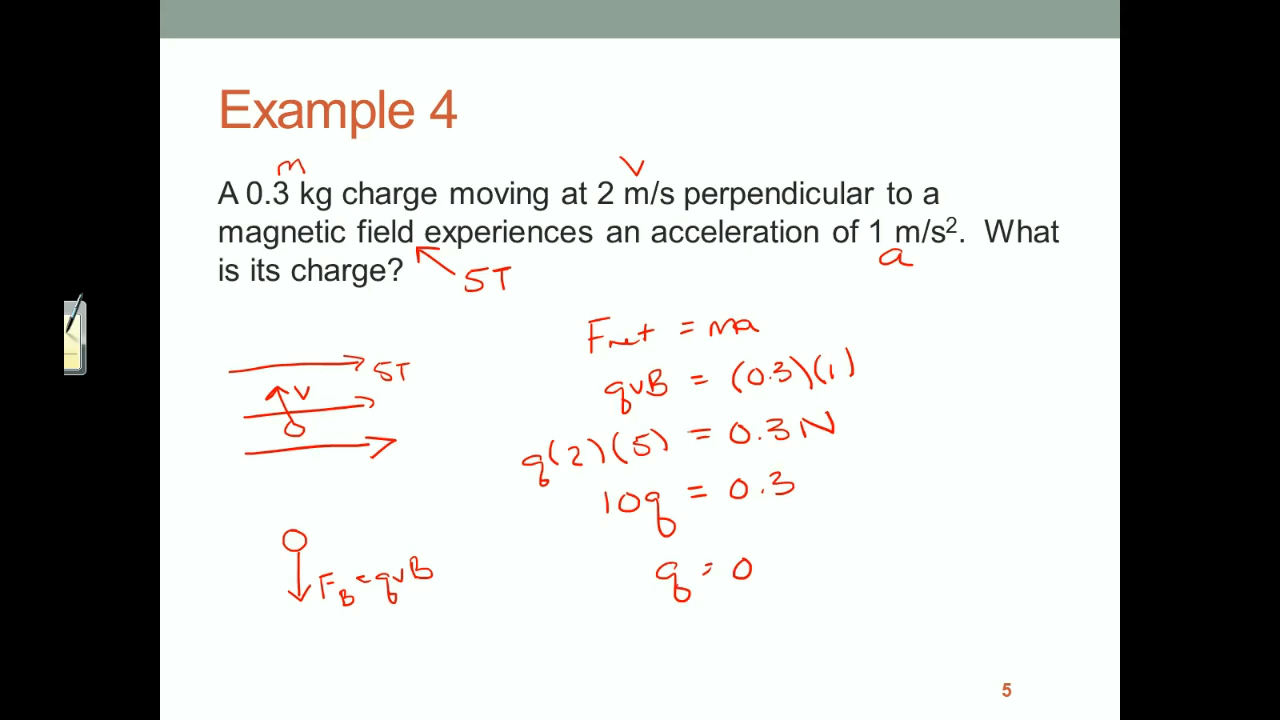 Example 4
m v
A 0.3 kg charge moving at 2 m/s perpendicular to a
magnetic field experiences an acceleration of 1 m/s². What
a
is its charge?
5T
Fnet = ma
5T
qvB = (0.3)(1)
v
q(2)(5) = 0.3N
10q = 0.3
FB = qvB
q = 0
5